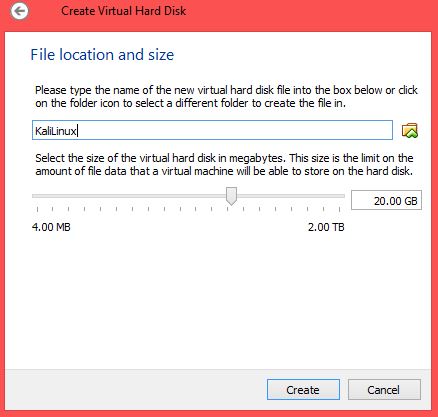 Create Virtual Hard Disk
File location and size
Please type the name of the new virtual hard disk file into the box below or click
on the folder icon to select a different folder to create the file in.
KaliLinux
Select the size of the virtual hard disk in megabytes. This size is the limit on the
amount of file data that a virtual machine will be able to store on the hard disk.
20.00 GB
4.00 MB 2.00 TB
Create Cancel